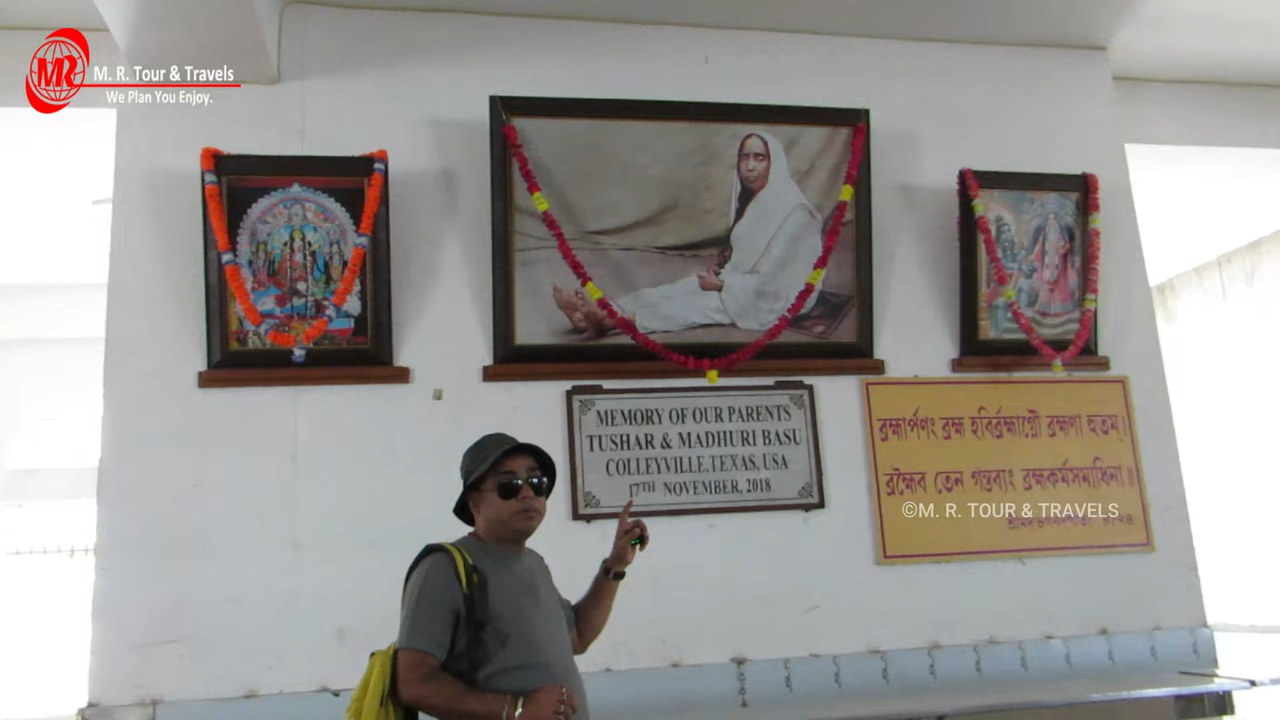 MR
M. R. Tour & Travels
We Plan You Enjoy.
MEMORY OF OUR PARENTS
TUSHAR & MADHURI BASU
COLLEYVILLE,TEXAS, USA
17TH NOVEMBER, 2018
ব্রহ্মার্পণং ব্রহ্ম হবির্ব্রহ্মাগ্নৌ ব্রহ্মণা হুতম্।
ব্রহ্মৈব তেন গন্তব্যং ব্রহ্মকর্মসমাধিনা॥
©M. R. TOUR & TRAVELS